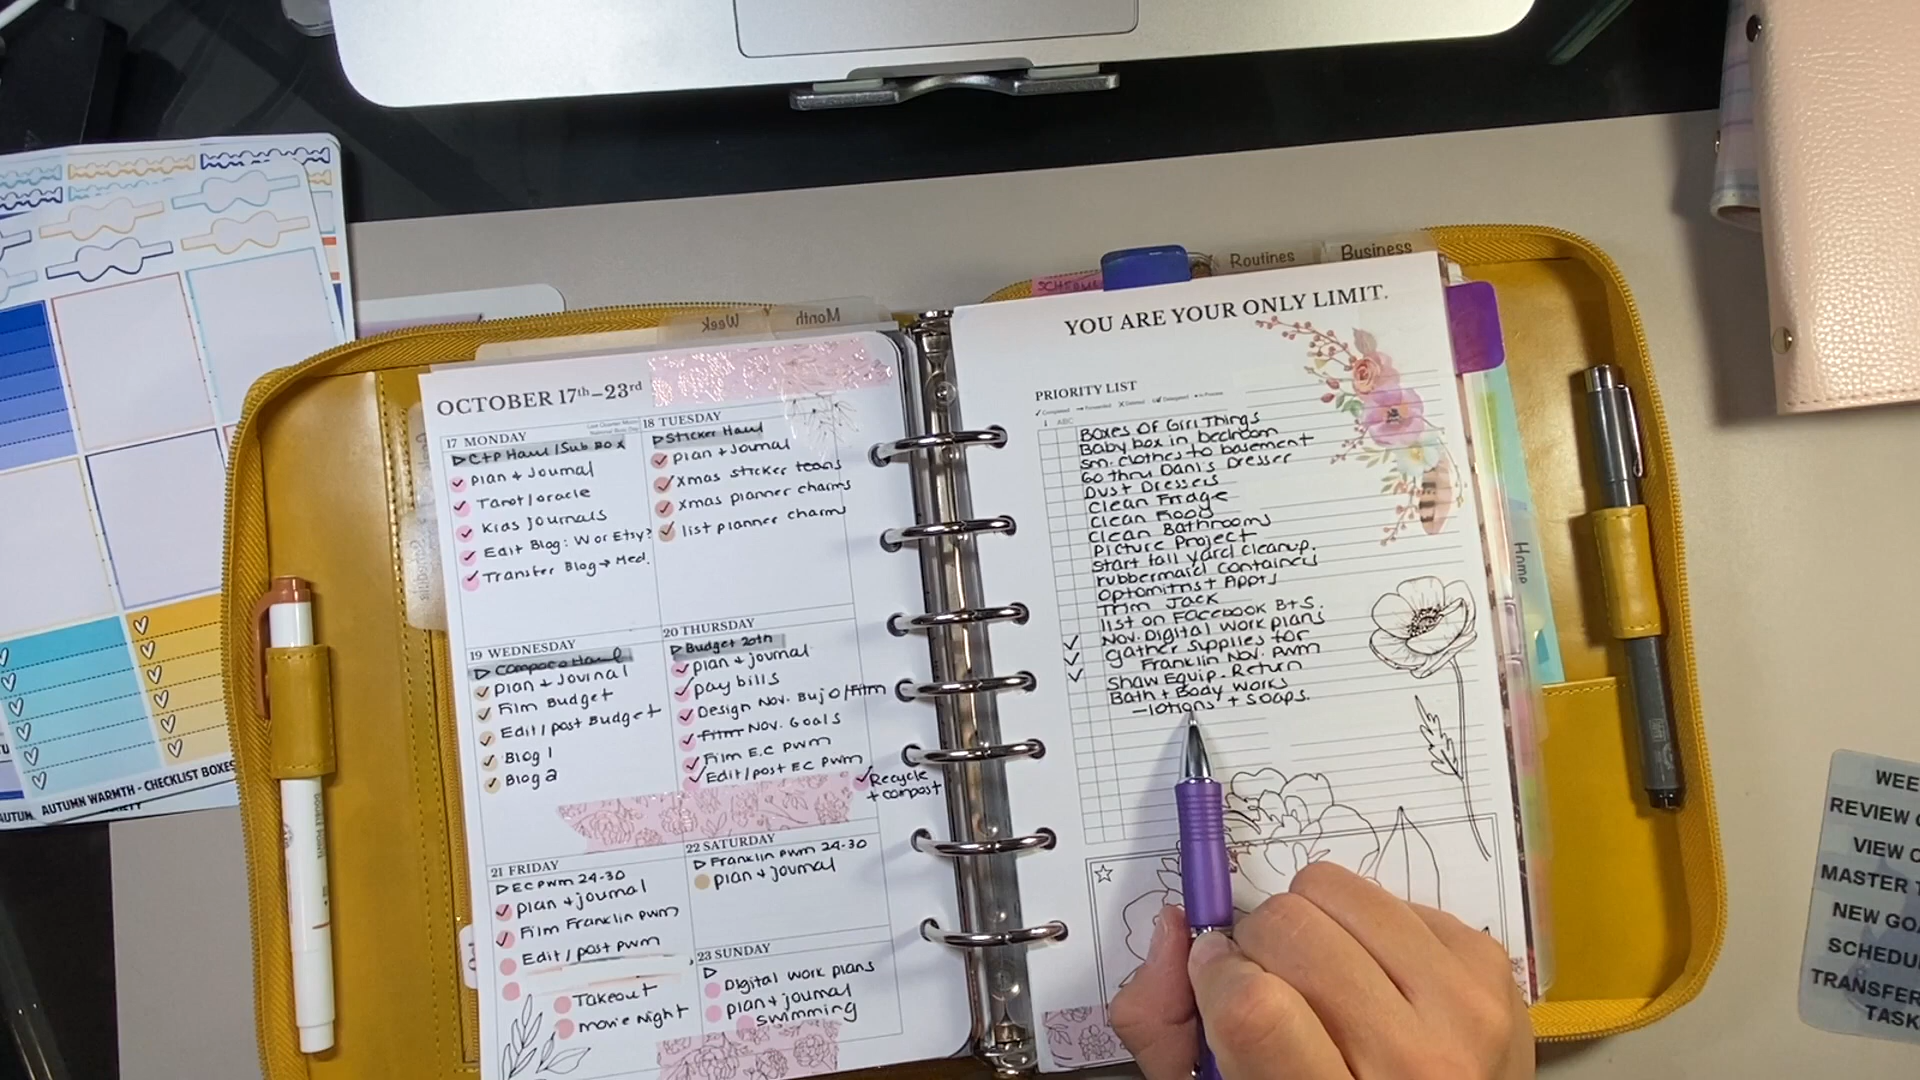 Week
Month
OCTOBER 17th–23rd
17 MONDAY
C+P Haul / Sub Box
plan + Journal
Tarot/oracle
Kids Journals
Edit Blog: W or Etsy?
Transfer Blog → Med.
18 TUESDAY
Sticker Haul
plan + Journal
Xmas sticker teans
Xmas planner charms
list planner charms
19 WEDNESDAY
plan + Journal
Film Budget
Edit/post Budget
Blog 1
Blog 2
20 THURSDAY
Budget 20th
plan + journal
pay bills
Design Nov. Bujo/Film
Film Nov. Goals
Film E.C pwm
Edit/post EC pwm
Recycle
+ compost
21 FRIDAY
EC pwm 24-30
plan + journal
Film Franklin pwm
Edit / post pwm
Takeout
movie Night
22 SATURDAY
Franklin pwm 24-30
plan + journal
23 SUNDAY
Digital work plans
plan + journal
swimming
Routines
Business
YOU ARE YOUR ONLY LIMIT.
PRIORITY LIST
Boxes of Girl Things
Baby box in bedroom
sm. clothes to basement
Go thru Dani's Dresser
Dust Dressers
Clean Fridge
Clean Roof
Clean Bathrooms
Picture Project
start fall yard cleanup.
rubbermaid containers
Optomitrist Appts
Trim Jack
list on Facebook B+S.
Nov. Digital work plans
gather supplies for
Franklin Nov. pwm
Shaw Equip. Return
Bath + Body works
- lotions + soaps.
Home
AUTUMN WARMTH - CHECKLIST BOXES
REVIEW
VIEW
MASTER
SCHEDU
TRANSFER
TASK